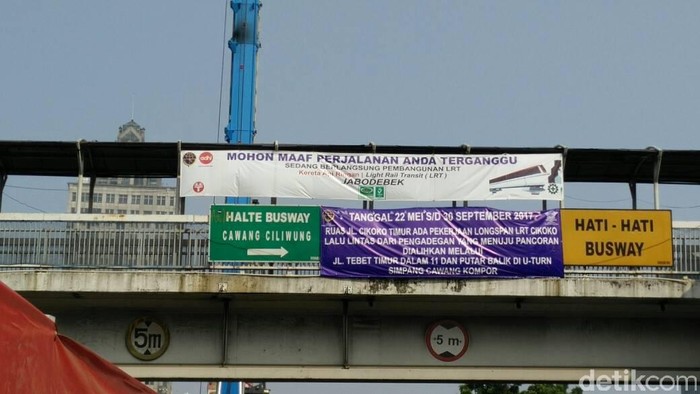 adhi
MOHON MAAF PERJALANAN ANDA TERGANGGU
SEDANG BERLANGSUNG PEMBANGUNAN LRT
Kereta Api Ringan | Light Rail Transit ( LRT )
JABODEBEK
HALTE BUSWAY
CAWANG CILIWUNG
TANGGAL 22 MEI S/D 30 SEPTEMBER 2017
RUAS JL. CIKOKO TIMUR ADA PEKERJAAN LONGSPAN LRT CIKOKO
LALU LINTAS DARI PENGADEGAN YANG MENUJU PANCORAN
DIALIHKAN MELALUI
JL. TEBET TIMUR DALAM 11 DAN PUTAR BALIK DI U-TURN
SIMPANG CAWANG KOMPOR
HATI - HATI
BUSWAY
5m
5 m
detikcom